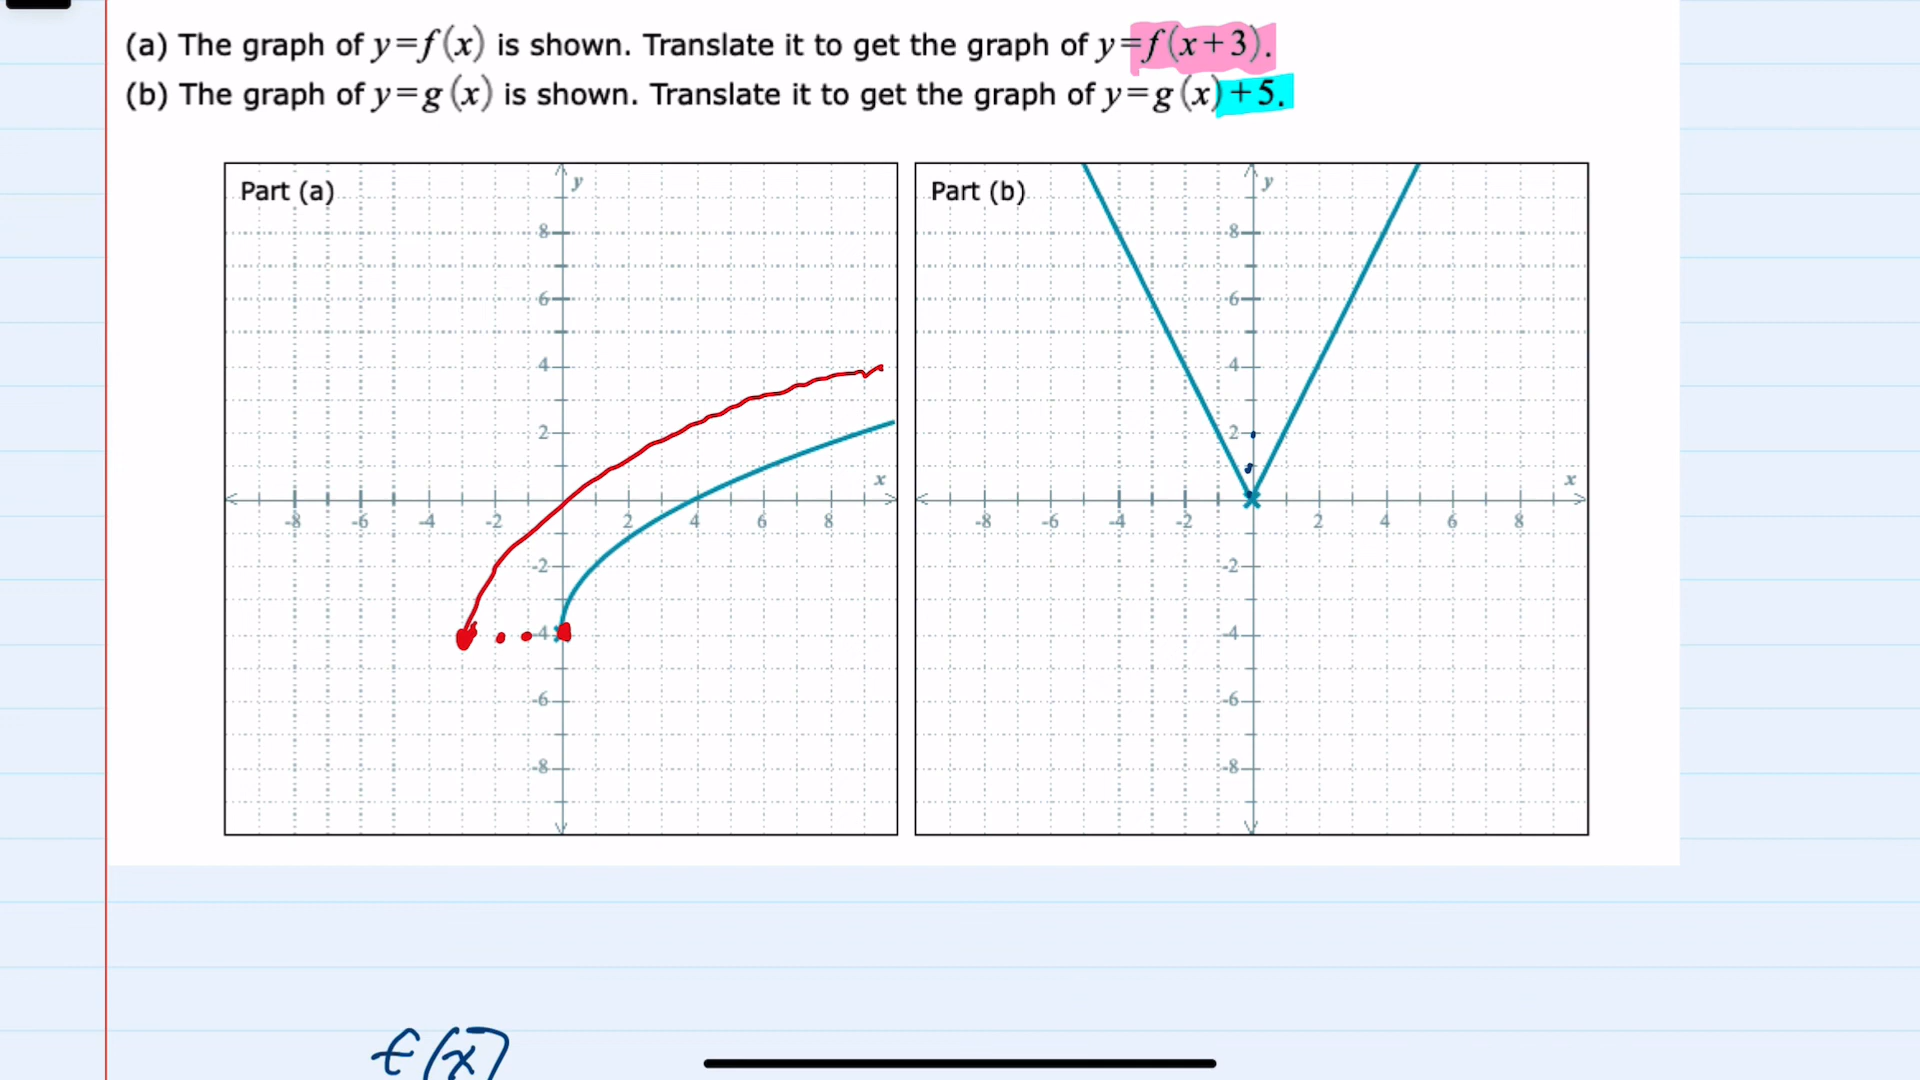 (a) The graph of y=f(x) is shown. Translate it to get the graph of y=f(x+3).
(b) The graph of y=g(x) is shown. Translate it to get the graph of y=g(x)+5.
Part (a)
y
8
6
4
2
x
-8 -6 -4 -2 2 4 6 8
-2
-4
-6
-8
Part (b)
y
8
6
4
2
x
-8 -6 -4 -2 2 4 6 8
-2
-4
-6
-8
f(x)